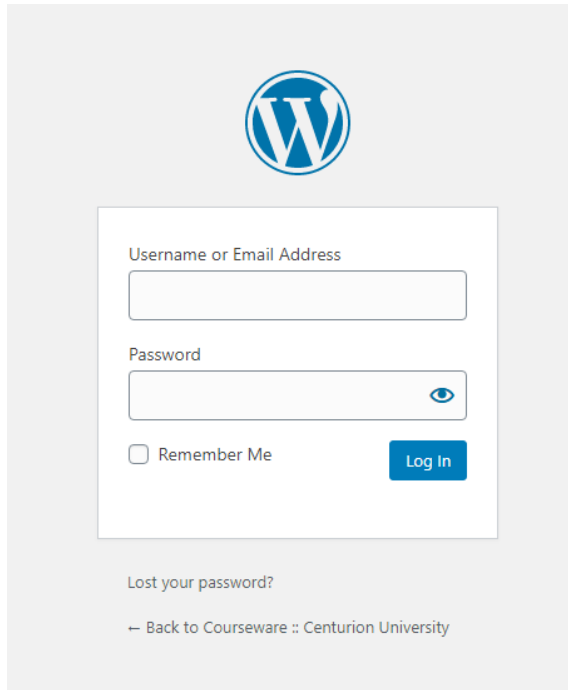 Username or Email Address
Password
Remember Me
Log In
Lost your password?
← Back to Courseware :: Centurion University